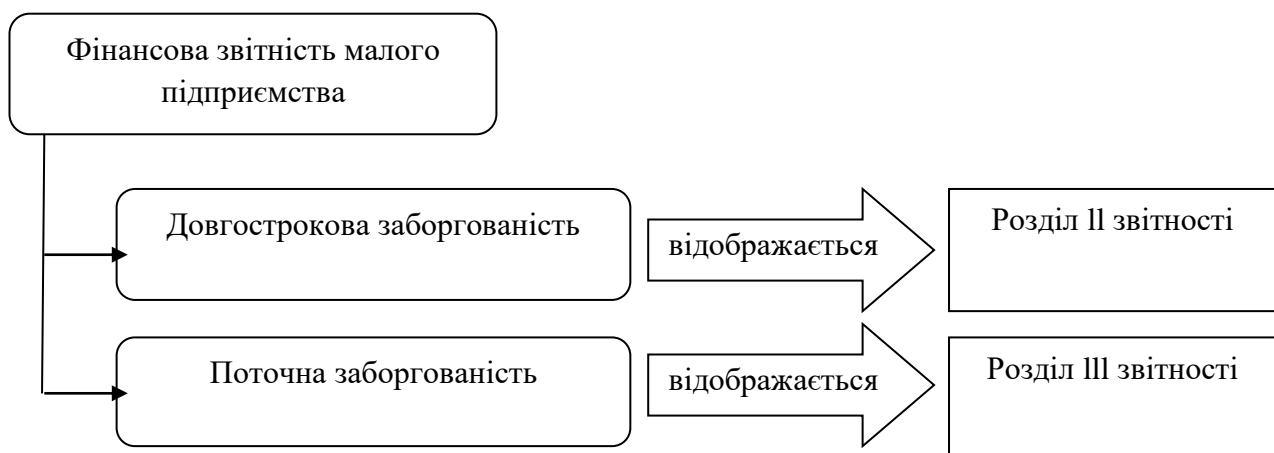 Фінансова звітність малого
підприємства
Довгострокова заборгованість
відображається
Розділ ll звітності
Поточна заборгованість
відображається
Розділ lll звітності